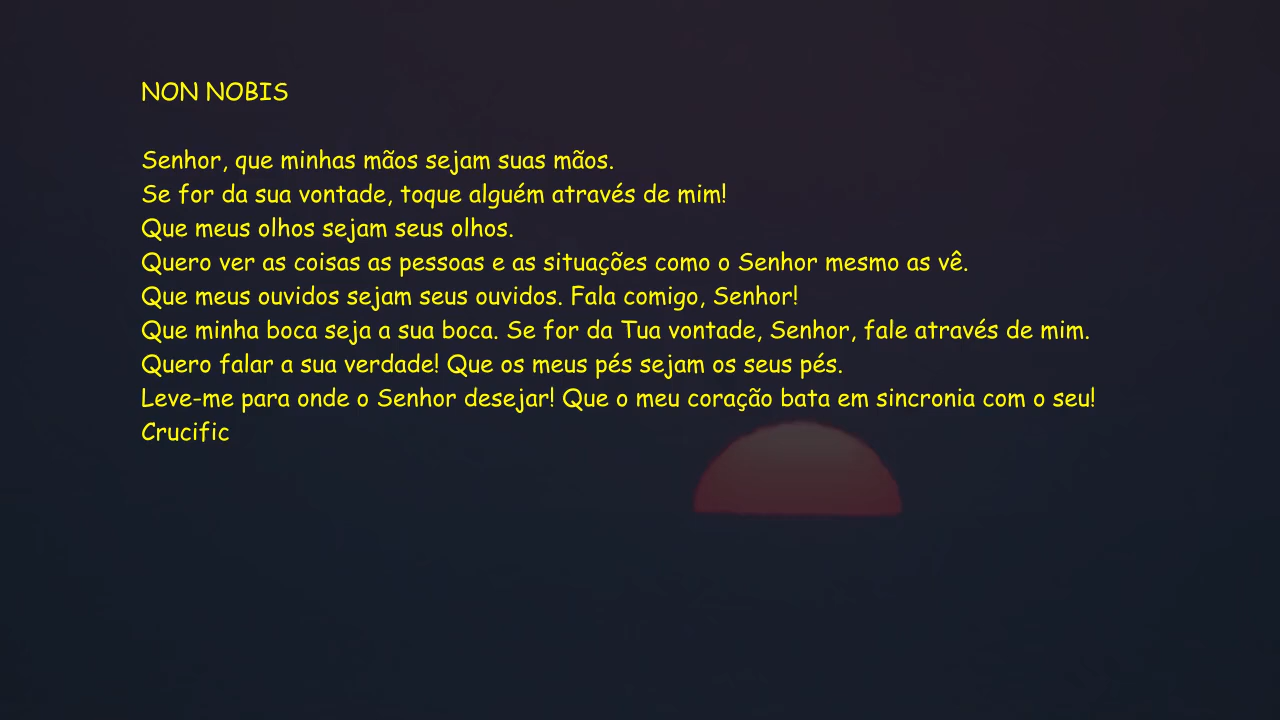 NON NOBIS
Senhor, que minhas mãos sejam suas mãos.
Se for da sua vontade, toque alguém através de mim!
Que meus olhos sejam seus olhos.
Quero ver as coisas as pessoas e as situações como o Senhor mesmo as vê.
Que meus ouvidos sejam seus ouvidos. Fala comigo, Senhor!
Que minha boca seja a sua boca. Se for da Tua vontade, Senhor, fale através de mim.
Quero falar a sua verdade! Que os meus pés sejam os seus pés.
Leve-me para onde o Senhor desejar! Que o meu coração bata em sincronia com o seu!
Crucific